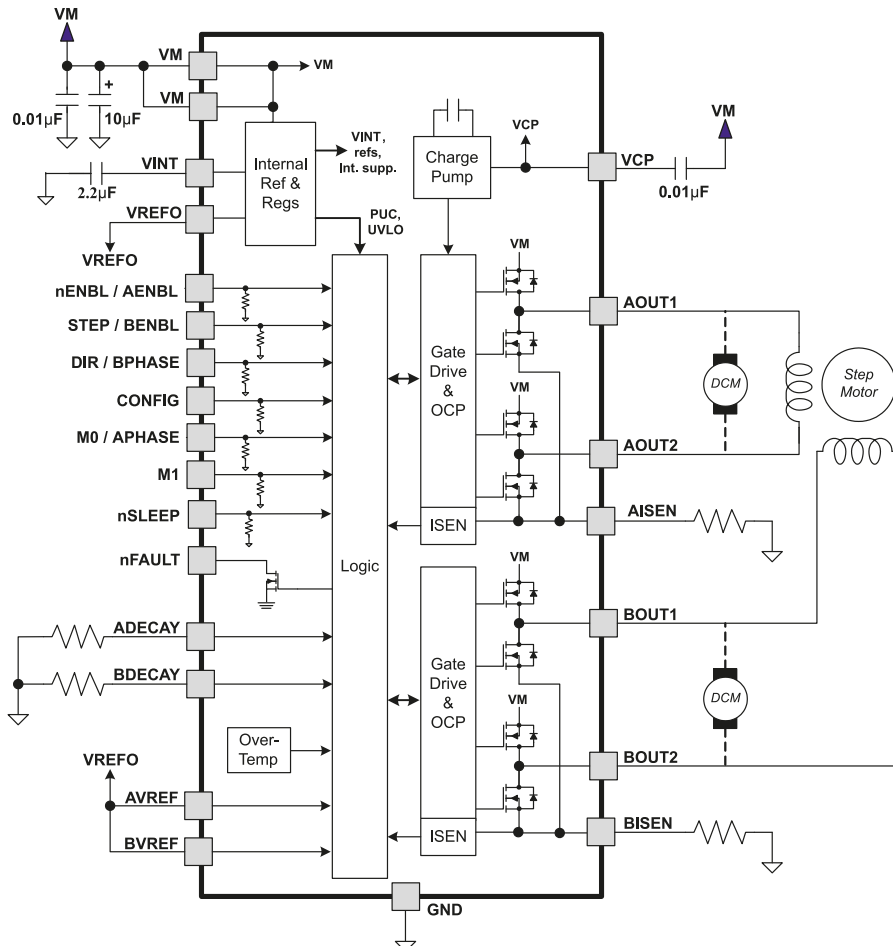 VM
VM
VM
VM
0.01µF
+
10µF
VINT
2.2µF
VREFO
VREFO
Internal
Ref &
Regs
VINT,
refs,
Int. supp.
PUC,
UVLO
Charge
Pump
VCP
VCP
VM
0.01µF
nENBL / AENBL
STEP / BENBL
DIR / BPHASE
CONFIG
M0 / APHASE
M1
nSLEEP
nFAULT
ADECAY
BDECAY
Over-
Temp
VREFO
AVREF
BVREF
Logic
Gate
Drive
&
OCP
ISEN
VM
VM
AOUT1
DCM
Step
Motor
AOUT2
AISEN
Gate
Drive
&
OCP
ISEN
VM
VM
BOUT1
DCM
BOUT2
BISEN
GND